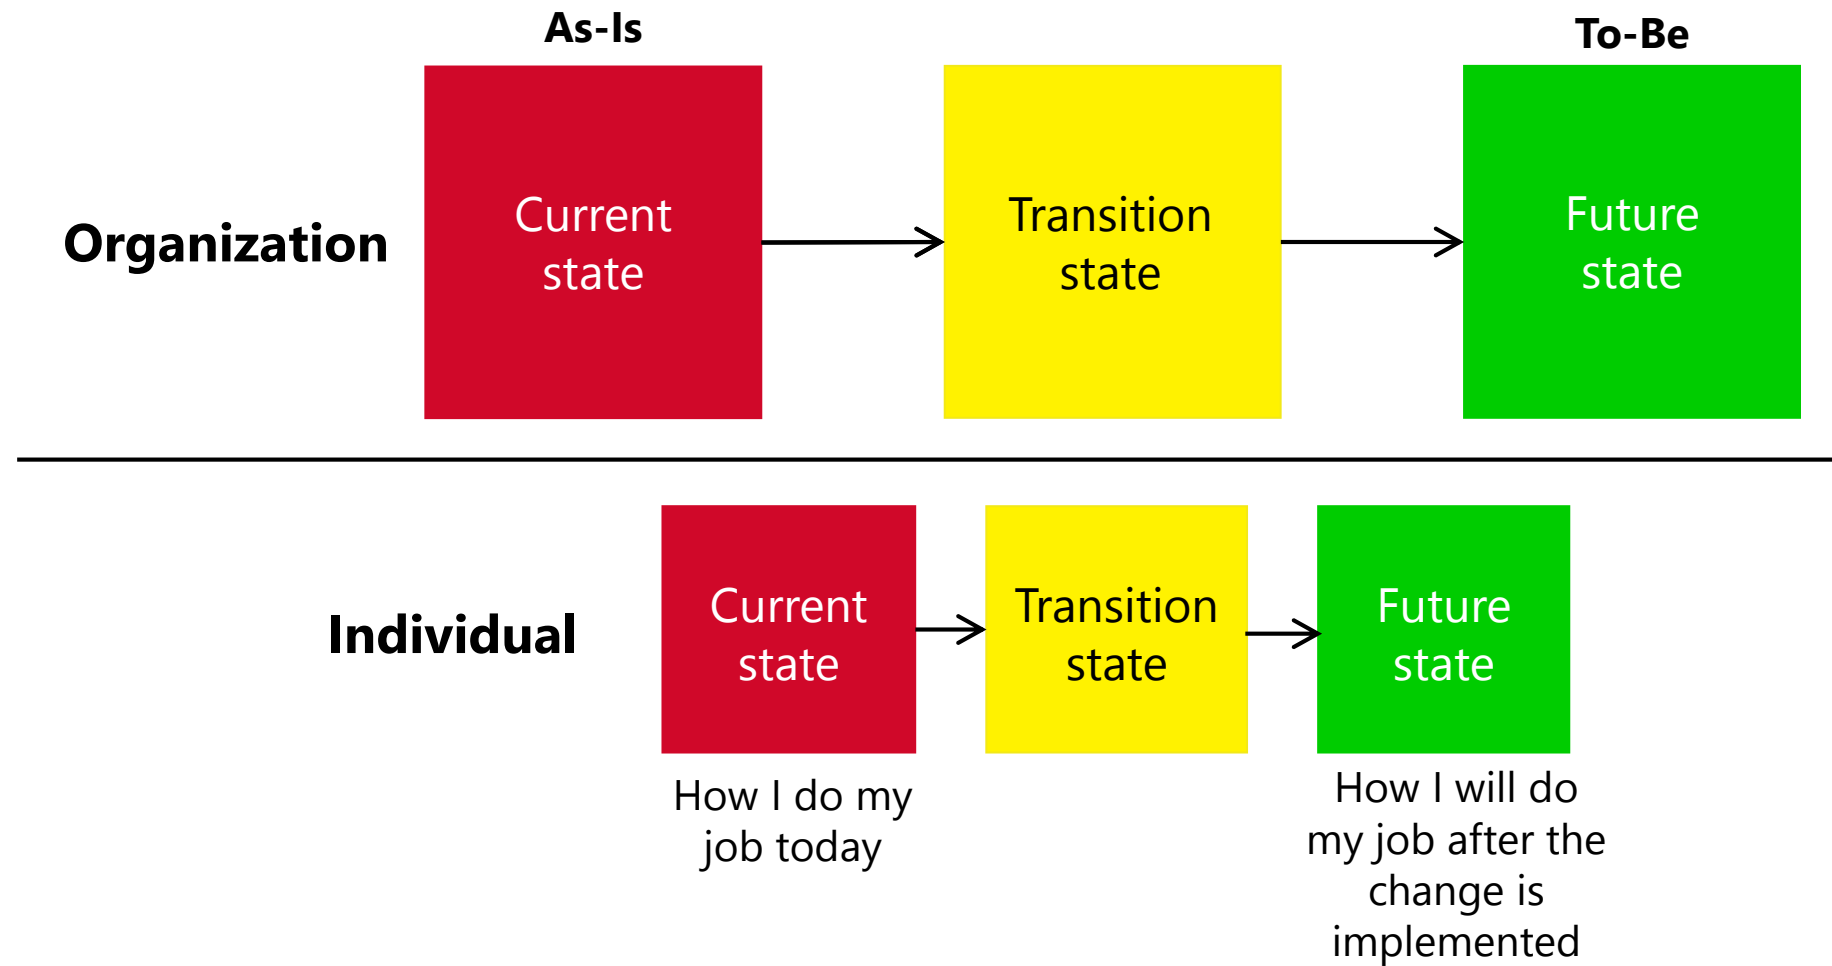 As-Is
To-Be
Organization
Current
state
Transition
state
Future
state
Individual
Current
state
Transition
state
Future
state
How I do my
job today
How I will do
my job after the
change is
implemented